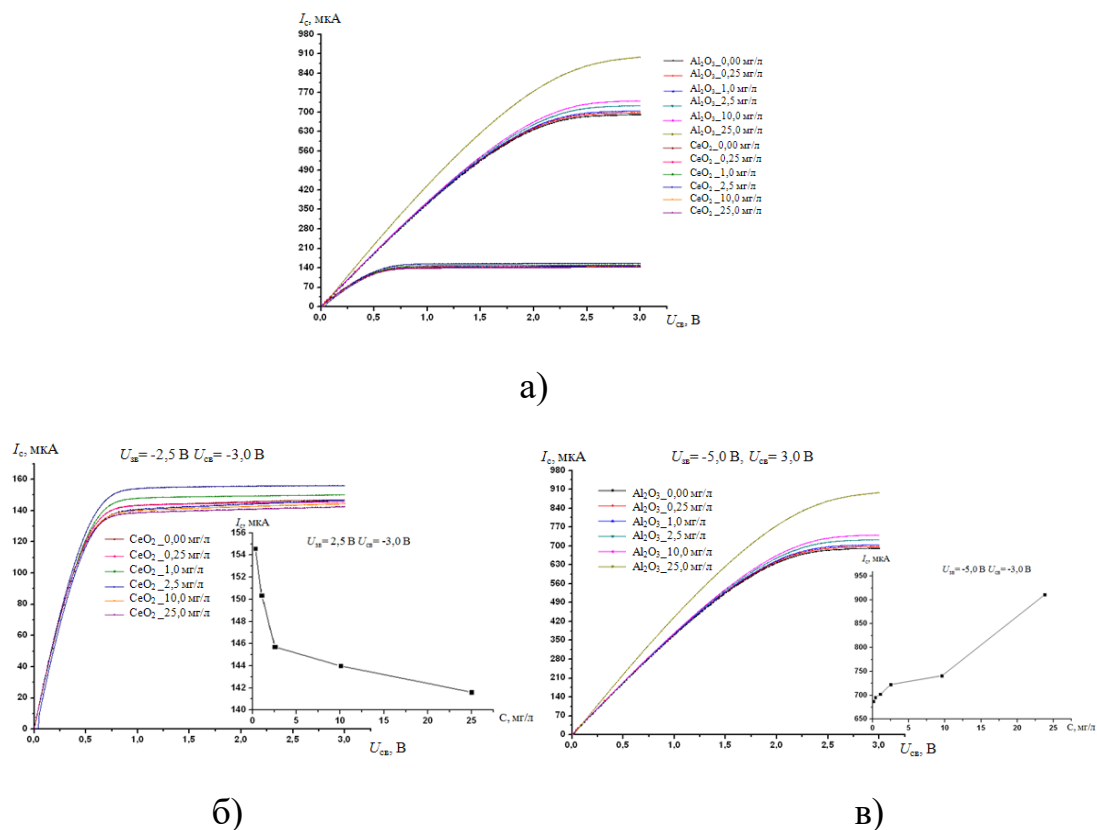 I_c, мкА
980
910
840
770
700
630
560
490
420
350
280
210
140
70
0
0,0 0,5 1,0 1,5 2,0 2,5 3,0
U_св, В
Al₂O₃_0,00 мг/л
Al₂O₃_0,25 мг/л
Al₂O₃_1,0 мг/л
Al₂O₃_2,5 мг/л
Al₂O₃_10,0 мг/л
Al₂O₃_25,0 мг/л
CeO₂_0,00 мг/л
CeO₂_0,25 мг/л
CeO₂_1,0 мг/л
CeO₂_2,5 мг/л
CeO₂_10,0 мг/л
CeO₂_25,0 мг/л
а)
I_c, мкА
U_зв= -2,5 В U_св= -3,0 В
160
140
120
100
80
60
40
20
0
0,0 0,5 1,0 1,5 2,0 2,5 3,0
U_св, В
CeO₂_0,00 мг/л
CeO₂_0,25 мг/л
CeO₂_1,0 мг/л
CeO₂_2,5 мг/л
CeO₂_10,0 мг/л
CeO₂_25,0 мг/л
I_c, мкА
U_зв= 2,5 В U_св= -3,0 В
156
154
152
150
148
146
144
142
140
0 5 10 15 20 25
С, мг/л
б)
I_c, мкА
U_зв= -5,0 В, U_св= 3,0 В
980
910
840
770
700
630
560
490
420
350
280
210
140
70
0
0,0 0,5 1,0 1,5 2,0 2,5 3,0
U_св, В
Al₂O₃_0,00 мг/л
Al₂O₃_0,25 мг/л
Al₂O₃_1,0 мг/л
Al₂O₃_2,5 мг/л
Al₂O₃_10,0 мг/л
Al₂O₃_25,0 мг/л
I_c, мкА
U_зв= -5,0 В U_св= -3,0 В
950
900
850
800
750
700
650
0 5 10 15 20 25
С, мг/л
в)